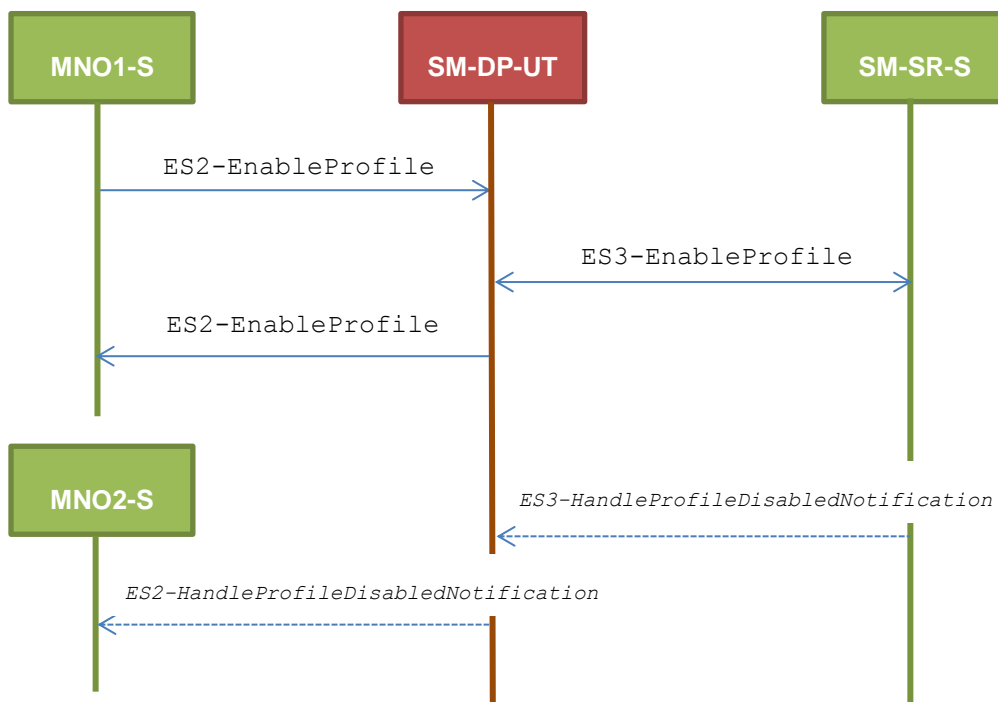 MNO1-S
SM-DP-UT
SM-SR-S
ES2-EnableProfile
ES3-EnableProfile
ES2-EnableProfile
MNO2-S
ES3-HandleProfileDisabledNotification
ES2-HandleProfileDisabledNotification